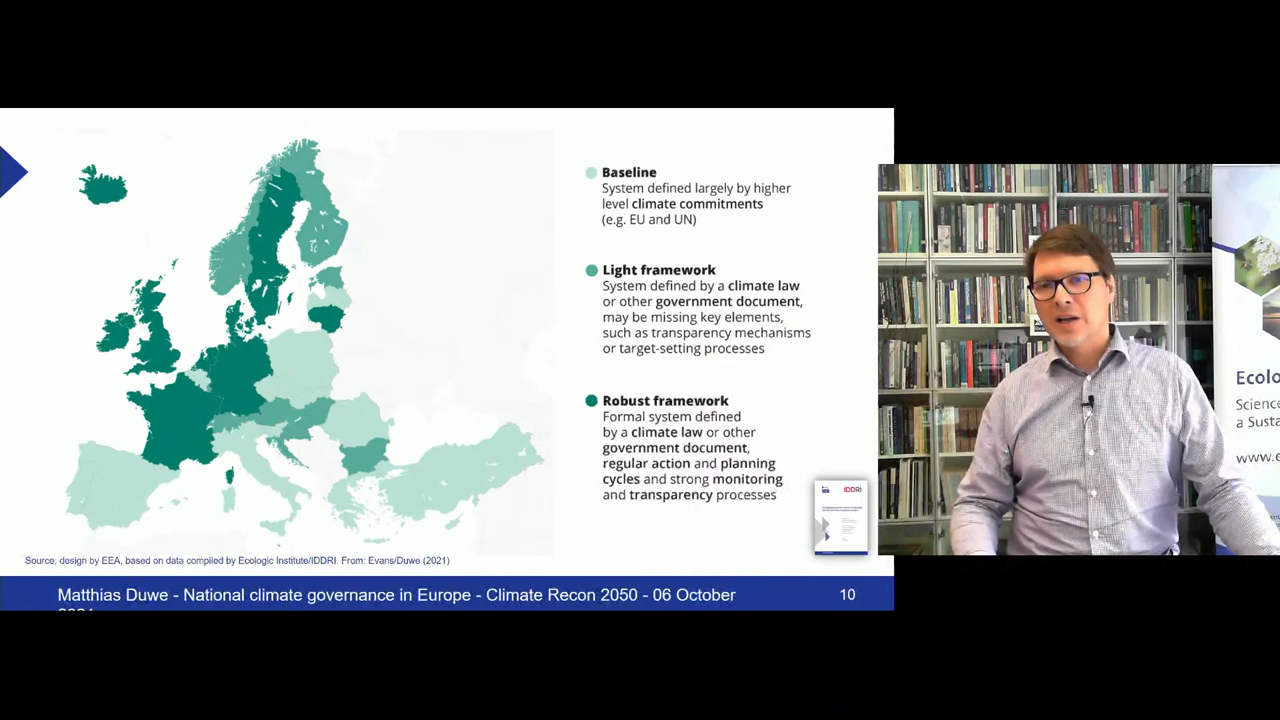 Baseline
System defined largely by higher
level climate commitments
(e.g. EU and UN)
Light framework
System defined by a climate law
or other government document,
may be missing key elements,
such as transparency mechanisms
or target-setting processes
Robust framework
Formal system defined
by a climate law or other
government document,
regular action and planning
cycles and strong monitoring
and transparency processes
IDDRI
Source: design by EEA, based on data compiled by Ecologic Institute/IDDRI. From: Evans/Duwe (2021)
Matthias Duwe - National climate governance in Europe - Climate Recon 2050 - 06 October
10
Ecolo
Science
a Susta
www.e